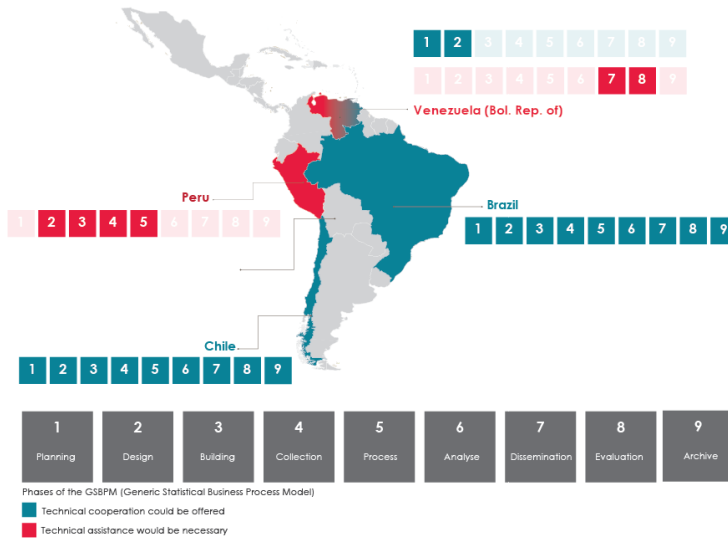 1 2 3 4 5 6 7 8 9
1 2 3 4 5 6 7 8 9
Venezuela (Bol. Rep. of)
Peru
1 2 3 4 5 6 7 8 9
Brazil
1 2 3 4 5 6 7 8 9
Chile
1 2 3 4 5 6 7 8 9
1 2 3 4 5 6 7 8 9
Planning Design Building Collection Process Analyse Dissemination Evaluation Archive
Phases of the GSBPM (Generic Statistical Business Process Model)
Technical cooperation could be offered
Technical assistance would be necessary